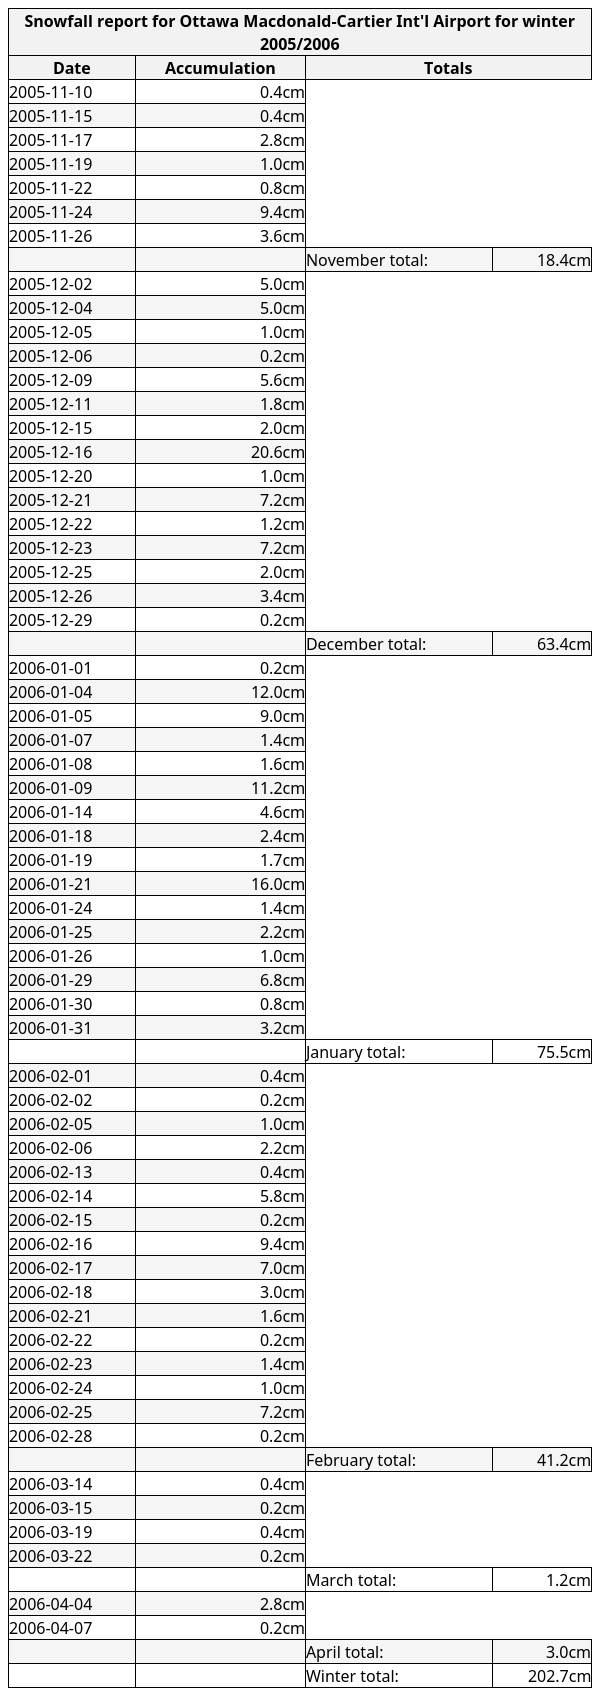 Snowfall report for Ottawa Macdonald-Cartier Int'l Airport for winter
2005/2006
Date Accumulation Totals
2005-11-10 0.4cm
2005-11-15 0.4cm
2005-11-17 2.8cm
2005-11-19 1.0cm
2005-11-22 0.8cm
2005-11-24 9.4cm
2005-11-26 3.6cm
November total: 18.4cm
2005-12-02 5.0cm
2005-12-04 5.0cm
2005-12-05 1.0cm
2005-12-06 0.2cm
2005-12-09 5.6cm
2005-12-11 1.8cm
2005-12-15 2.0cm
2005-12-16 20.6cm
2005-12-20 1.0cm
2005-12-21 7.2cm
2005-12-22 1.2cm
2005-12-23 7.2cm
2005-12-25 2.0cm
2005-12-26 3.4cm
2005-12-29 0.2cm
December total: 63.4cm
2006-01-01 0.2cm
2006-01-04 12.0cm
2006-01-05 9.0cm
2006-01-07 1.4cm
2006-01-08 1.6cm
2006-01-09 11.2cm
2006-01-14 4.6cm
2006-01-18 2.4cm
2006-01-19 1.7cm
2006-01-21 16.0cm
2006-01-24 1.4cm
2006-01-25 2.2cm
2006-01-26 1.0cm
2006-01-29 6.8cm
2006-01-30 0.8cm
2006-01-31 3.2cm
January total: 75.5cm
2006-02-01 0.4cm
2006-02-02 0.2cm
2006-02-05 1.0cm
2006-02-06 2.2cm
2006-02-13 0.4cm
2006-02-14 5.8cm
2006-02-15 0.2cm
2006-02-16 9.4cm
2006-02-17 7.0cm
2006-02-18 3.0cm
2006-02-21 1.6cm
2006-02-22 0.2cm
2006-02-23 1.4cm
2006-02-24 1.0cm
2006-02-25 7.2cm
2006-02-28 0.2cm
February total: 41.2cm
2006-03-14 0.4cm
2006-03-15 0.2cm
2006-03-19 0.4cm
2006-03-22 0.2cm
March total: 1.2cm
2006-04-04 2.8cm
2006-04-07 0.2cm
April total: 3.0cm
Winter total: 202.7cm